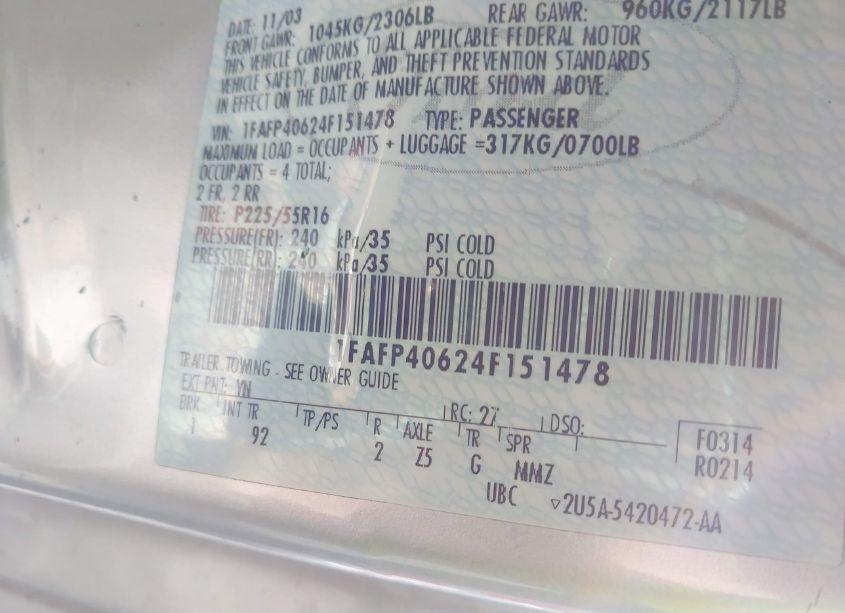 DATE: 11/03
FRONT GAWR: 1045KG/2306LB REAR GAWR: 960KG/2117LB
THIS VEHICLE CONFORMS TO ALL APPLICABLE FEDERAL MOTOR
VEHICLE SAFETY, BUMPER, AND THEFT PREVENTION STANDARDS
IN EFFECT ON THE DATE OF MANUFACTURE SHOWN ABOVE.
VIN: 1FAFP40624F151478 TYPE: PASSENGER
MAXIMUM LOAD = OCCUPANTS + LUGGAGE =317KG/0700LB
OCCUPANTS = 4 TOTAL;
2 FR, 2 RR
TIRE: P225/55R16
PRESSURE(FR): 240 kPa/35 PSI COLD
PRESSURE(RR): 240 kPa/35 PSI COLD
1FAFP40624F151478
TRAILER TOWING - SEE OWNER GUIDE
EXT PNT: YN RC: 27 DSO:
BRK INT TR TP/PS R AXLE TR SPR F0314
1 92 2 Z5 G MMZ R0214
UBC ▽2U5A-5420472-AA